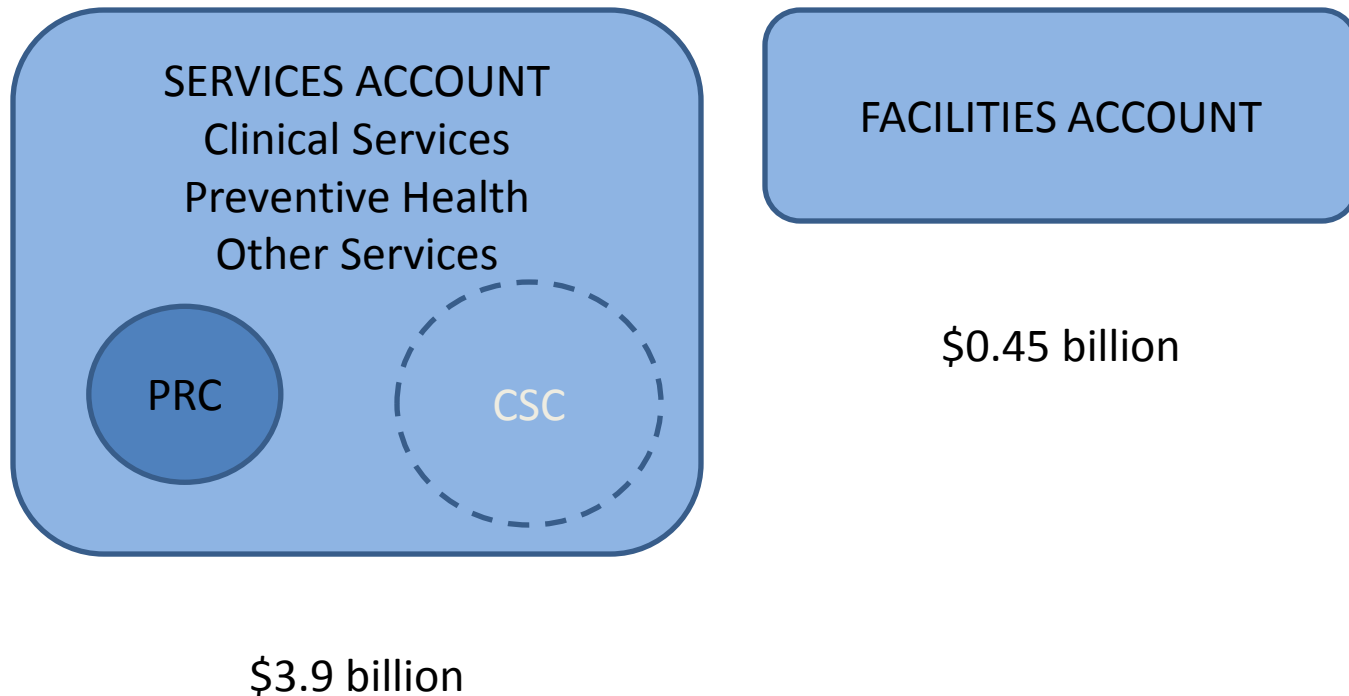 SERVICES ACCOUNT
Clinical Services
Preventive Health
Other Services
PRC
CSC
$3.9 billion
FACILITIES ACCOUNT
$0.45 billion